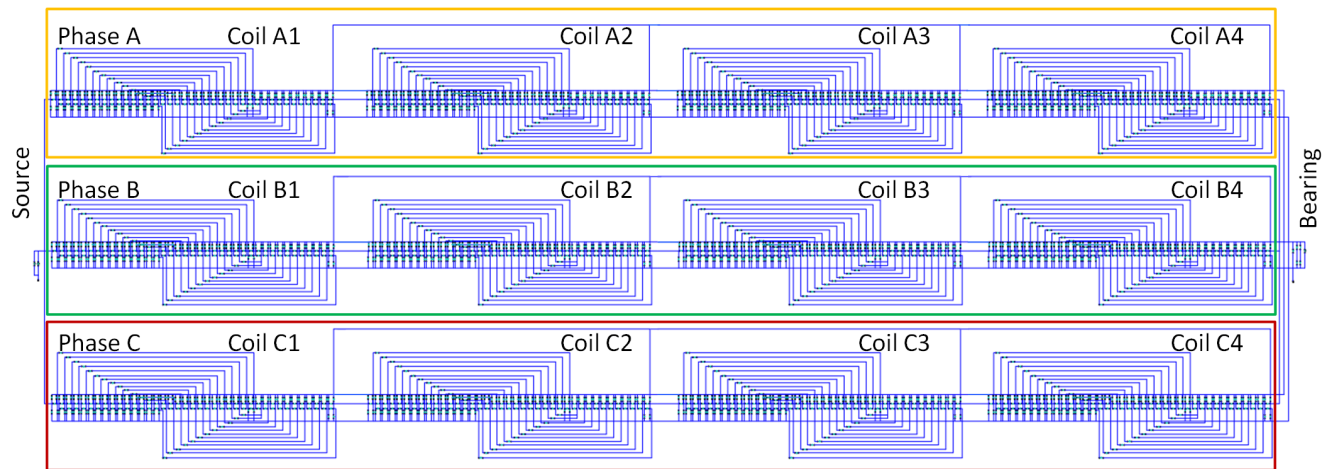 Phase A Coil A1 Coil A2 Coil A3 Coil A4
Source
Bearing
Phase B Coil B1 Coil B2 Coil B3 Coil B4
Phase C Coil C1 Coil C2 Coil C3 Coil C4